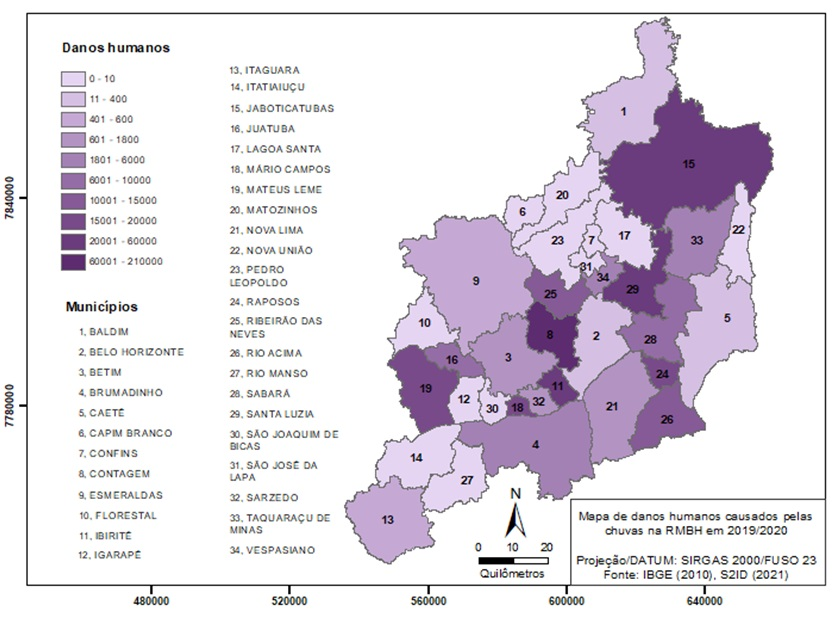 Danos humanos
0 - 10
11 - 400
401 - 600
601 - 1800
1801 - 6000
6001 - 10000
10001 - 15000
15001 - 20000
20001 - 60000
60001 - 210000
Municípios
1, BALDIM
2, BELO HORIZONTE
3, BETIM
4, BRUMADINHO
5, CAETÉ
6, CAPIM BRANCO
7, CONFINS
8, CONTAGEM
9, ESMERALDAS
10, FLORESTAL
11, IBIRITÉ
12, IGARAPÉ
13, ITAGUARA
14, ITATIAIUÇU
15, JABOTICATUBAS
16, JUATUBA
17, LAGOA SANTA
18, MÁRIO CAMPOS
19, MATEUS LEME
20, MATOZINHOS
21, NOVA LIMA
22, NOVA UNIÃO
23, PEDRO
LEOPOLDO
24, RAPOSOS
25, RIBEIRÃO DAS
NEVES
26, RIO ACIMA
27, RIO MANSO
28, SABARÁ
29, SANTA LUZIA
30, SÃO JOAQUIM DE
BICAS
31, SÃO JOSÉ DA
LAPA
32, SARZEDO
33, TAQUARAÇU DE
MINAS
34, VESPASIANO
1
15
20
6
22
23
7
17
33
31
34
9
25
29
5
10
8
2
28
16
3
19
11
24
12
30
18
32
21
26
4
14
27
13
N
0 10 20
Quilômetros
Mapa de danos humanos causados pelas
chuvas na RMBH em 2019/2020
Projeção/DATUM: SIRGAS 2000/FUSO 23
Fonte: IBGE (2010), S2ID (2021)
7840000
7780000
480000
520000
560000
600000
640000